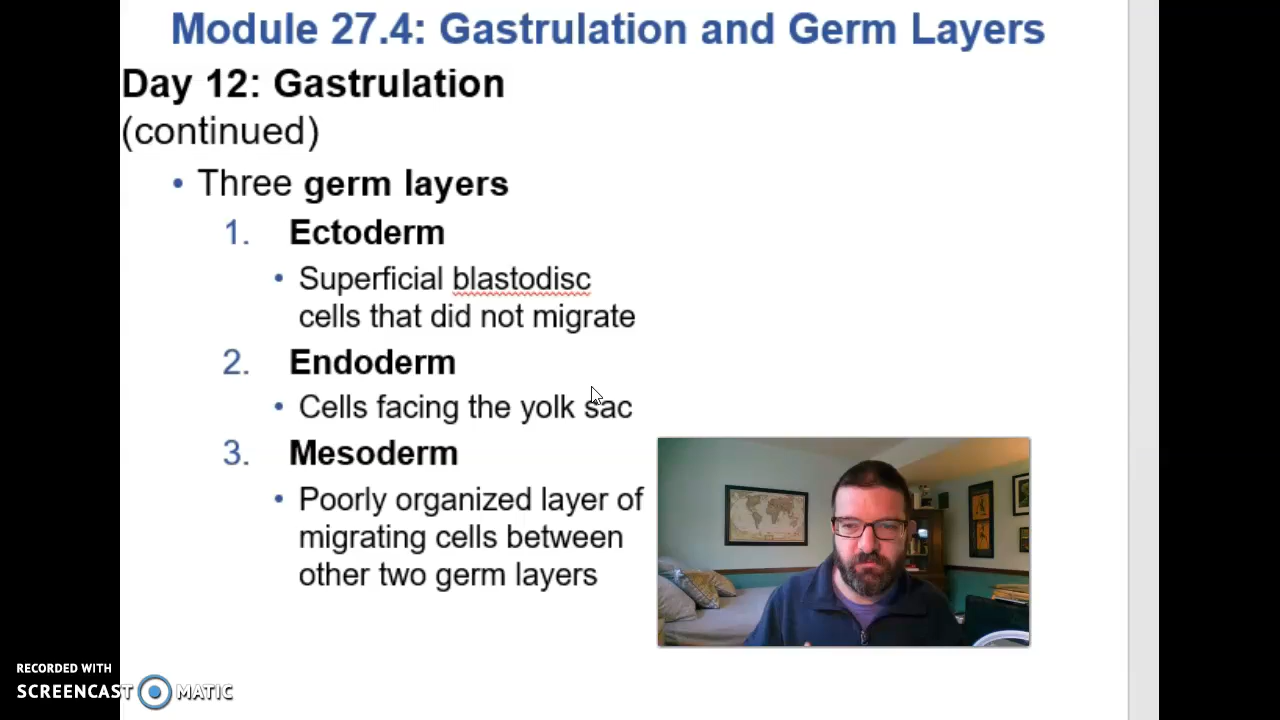 Module 27.4: Gastrulation and Germ Layers
Day 12: Gastrulation
(continued)
• Three germ layers
1. Ectoderm
• Superficial blastodisc
cells that did not migrate
2. Endoderm
• Cells facing the yolk sac
3. Mesoderm
• Poorly organized layer of
migrating cells between
other two germ layers
RECORDED WITH
SCREENCAST MATIC